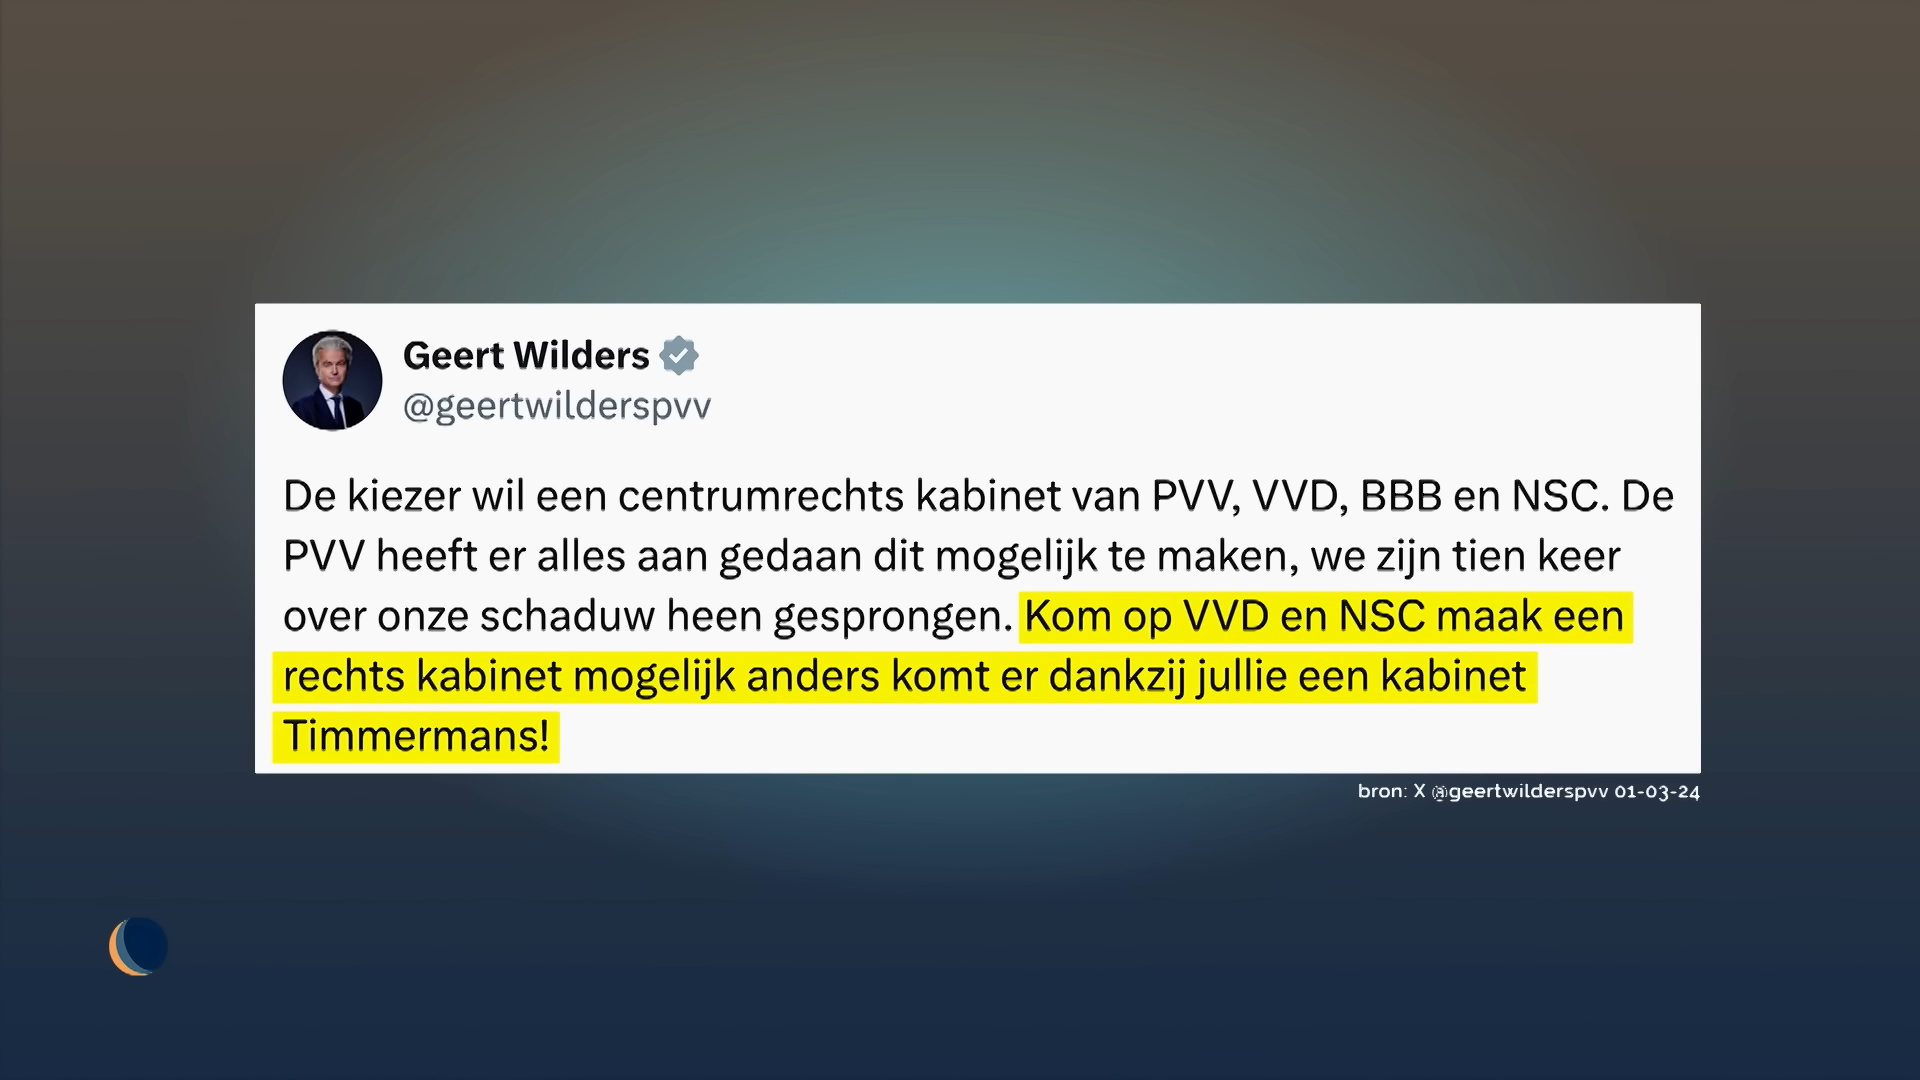 Geert Wilders
@geertwilderspvv
De kiezer wil een centrumrechts kabinet van PVV, VVD, BBB en NSC. De
PVV heeft er alles aan gedaan dit mogelijk te maken, we zijn tien keer
over onze schaduw heen gesprongen. Kom op VVD en NSC maak een
rechts kabinet mogelijk anders komt er dankzij jullie een kabinet
Timmermans!
bron: X @geertwilderspvv 01-03-24